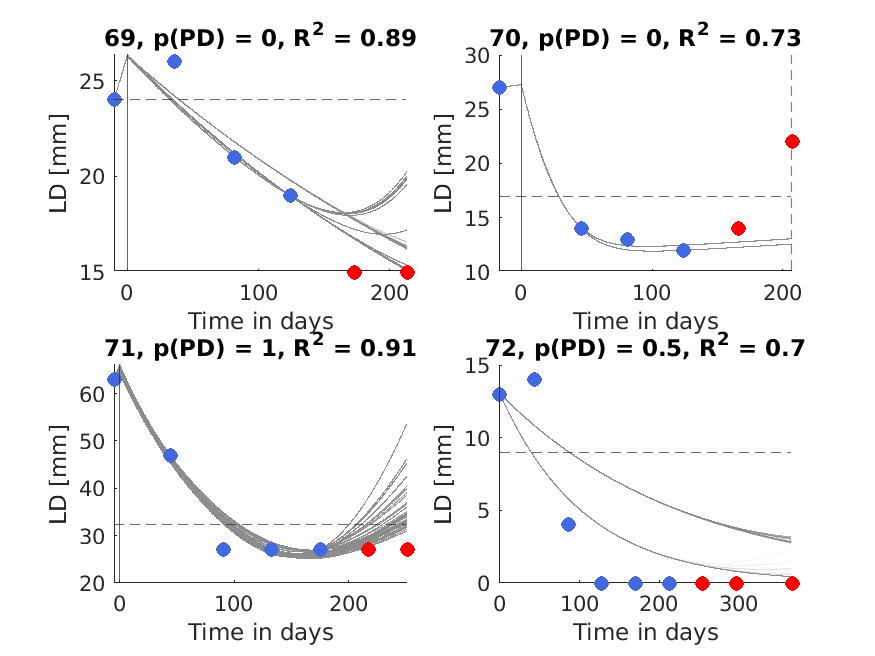 69, p(PD) = 0, R² = 0.89
25
20
15
LD [mm]
0
100
200
Time in days
70, p(PD) = 0, R² = 0.73
30
25
20
15
10
LD [mm]
0
100
200
Time in days
71, p(PD) = 1, R² = 0.91
60
50
40
30
20
LD [mm]
0
100
200
Time in days
72, p(PD) = 0.5, R² = 0.7
15
10
5
0
LD [mm]
0
100
200
300
Time in days